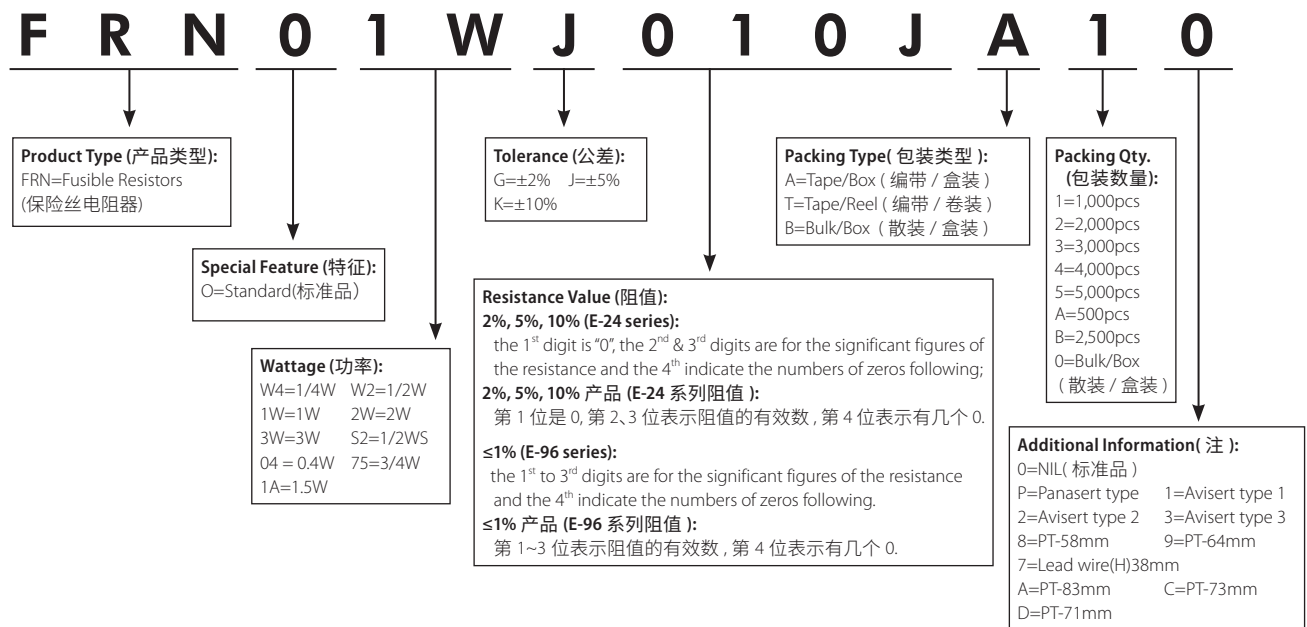 F R N 0 1 W J 0 1 0 J A 1 0
Product Type (产品类型):
FRN=Fusible Resistors
(保险丝电阻器)
Special Feature (特征):
O=Standard(标准品)
Wattage (功率):
W4=1/4W W2=1/2W
1W=1W 2W=2W
3W=3W S2=1/2WS
04 = 0.4W 75=3/4W
1A=1.5W
Tolerance (公差):
G=±2% J=±5%
K=±10%
Resistance Value (阻值):
2%, 5%, 10% (E-24 series):
the 1st digit is “0”, the 2nd & 3rd digits are for the significant figures of
the resistance and the 4th indicate the numbers of zeros following;
2%, 5%, 10% 产品 (E-24 系列阻值 ):
第 1 位是 0, 第 2、3 位表示阻值的有效数 , 第 4 位表示有几个 0.
≤1% (E-96 series):
the 1st to 3rd digits are for the significant figures of the resistance
and the 4th indicate the numbers of zeros following.
≤1% 产品 (E-96 系列阻值 ):
第 1~3 位表示阻值的有效数 , 第 4 位表示有几个 0.
Packing Type( 包装类型 ):
A=Tape/Box ( 编带 / 盒装 )
T=Tape/Reel ( 编带 / 卷装 )
B=Bulk/Box ( 散装 / 盒装 )
Packing Qty.
(包装数量):
1=1,000pcs
2=2,000pcs
3=3,000pcs
4=4,000pcs
5=5,000pcs
A=500pcs
B=2,500pcs
0=Bulk/Box
( 散装 / 盒装 )
Additional Information( 注 ):
0=NIL( 标准品 )
P=Panasert type 1=Avisert type 1
2=Avisert type 2 3=Avisert type 3
8=PT-58mm 9=PT-64mm
7=Lead wire(H)38mm
A=PT-83mm C=PT-73mm
D=PT-71mm